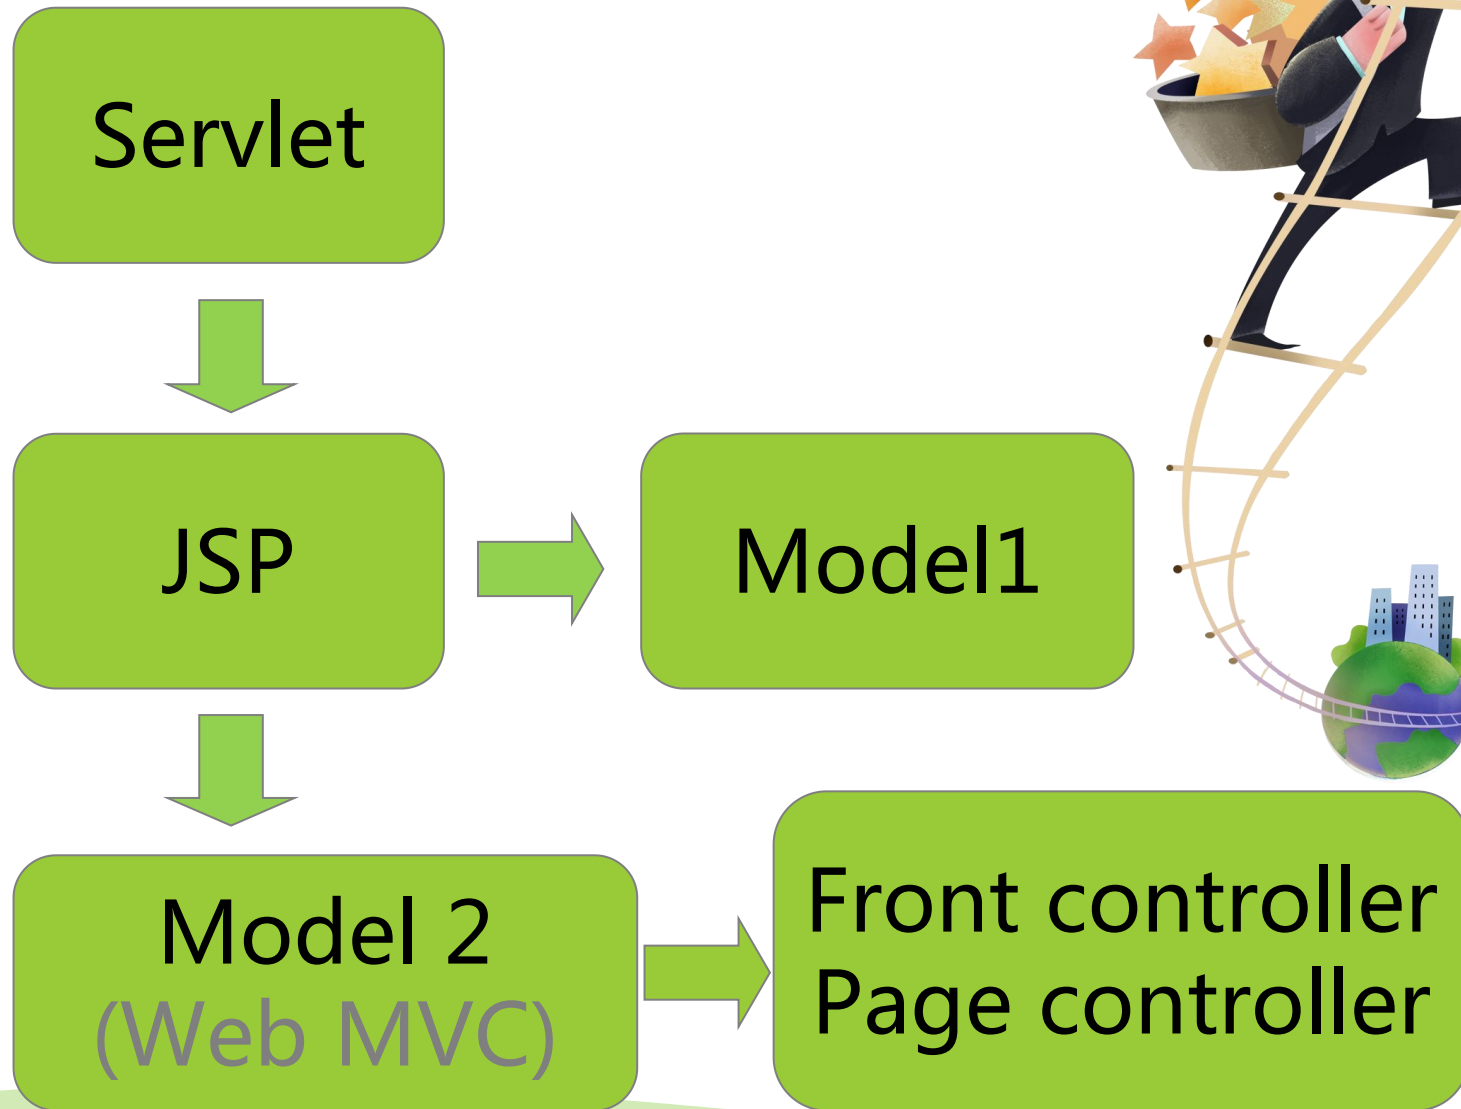 Servlet
JSP
Model1
Model 2
(Web MVC)
Front controller
Page controller